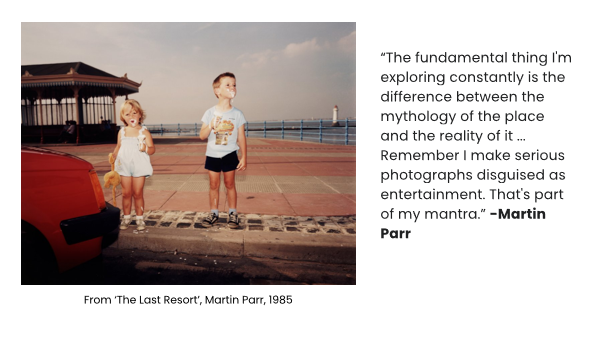 “The fundamental thing I'm
exploring constantly is the
difference between the
mythology of the place
and the reality of it ...
Remember I make serious
photographs disguised as
entertainment. That's part
of my mantra.” –Martin
Parr
From ‘The Last Resort’, Martin Parr, 1985